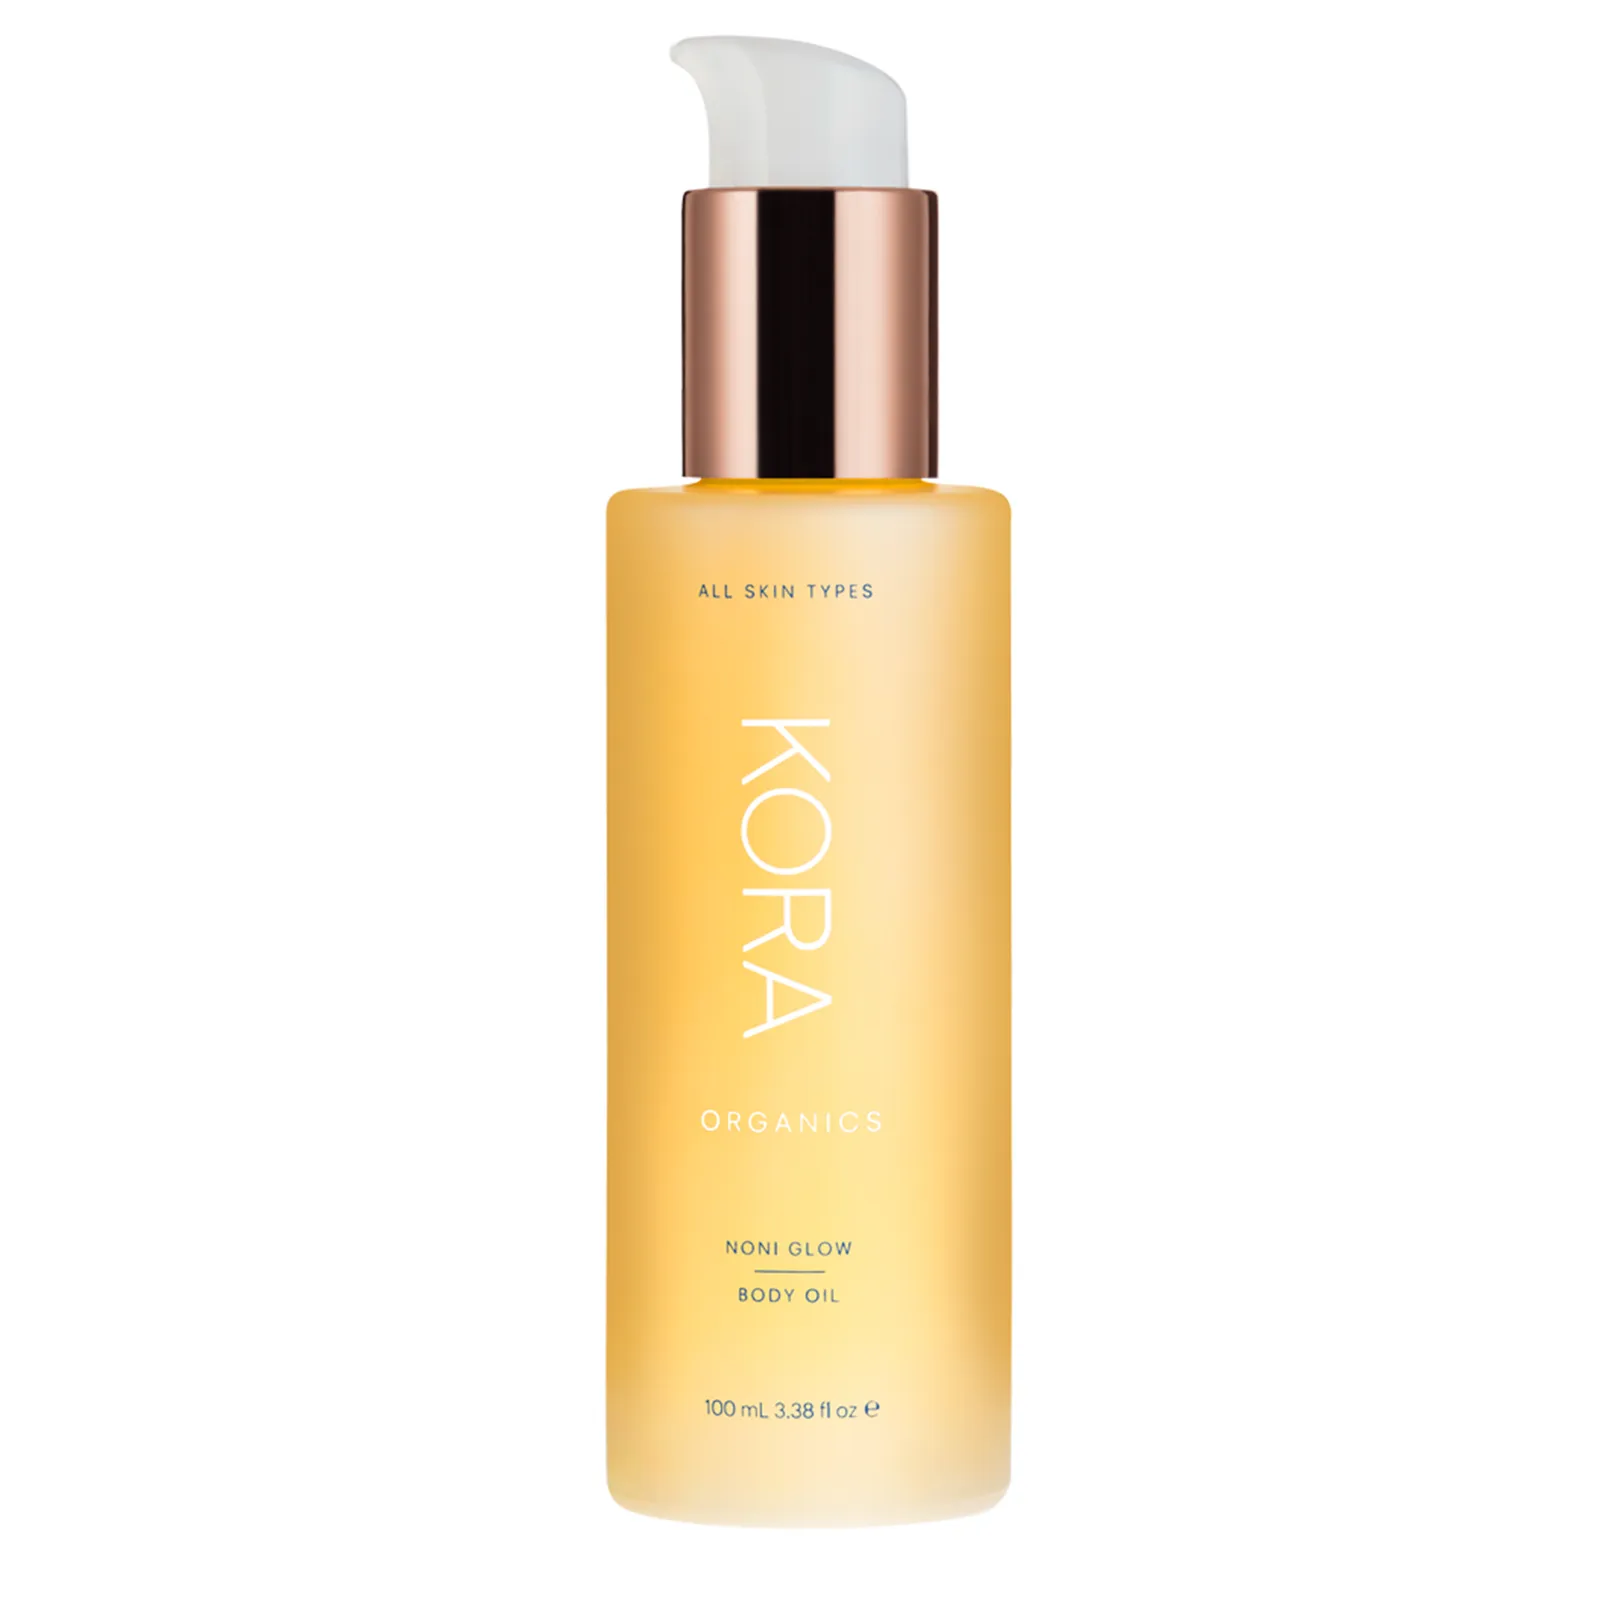 ALL SKIN TYPES
KORA
ORGANICS
NONI GLOW
BODY OIL
100 mL 3.38 fl oz ℮